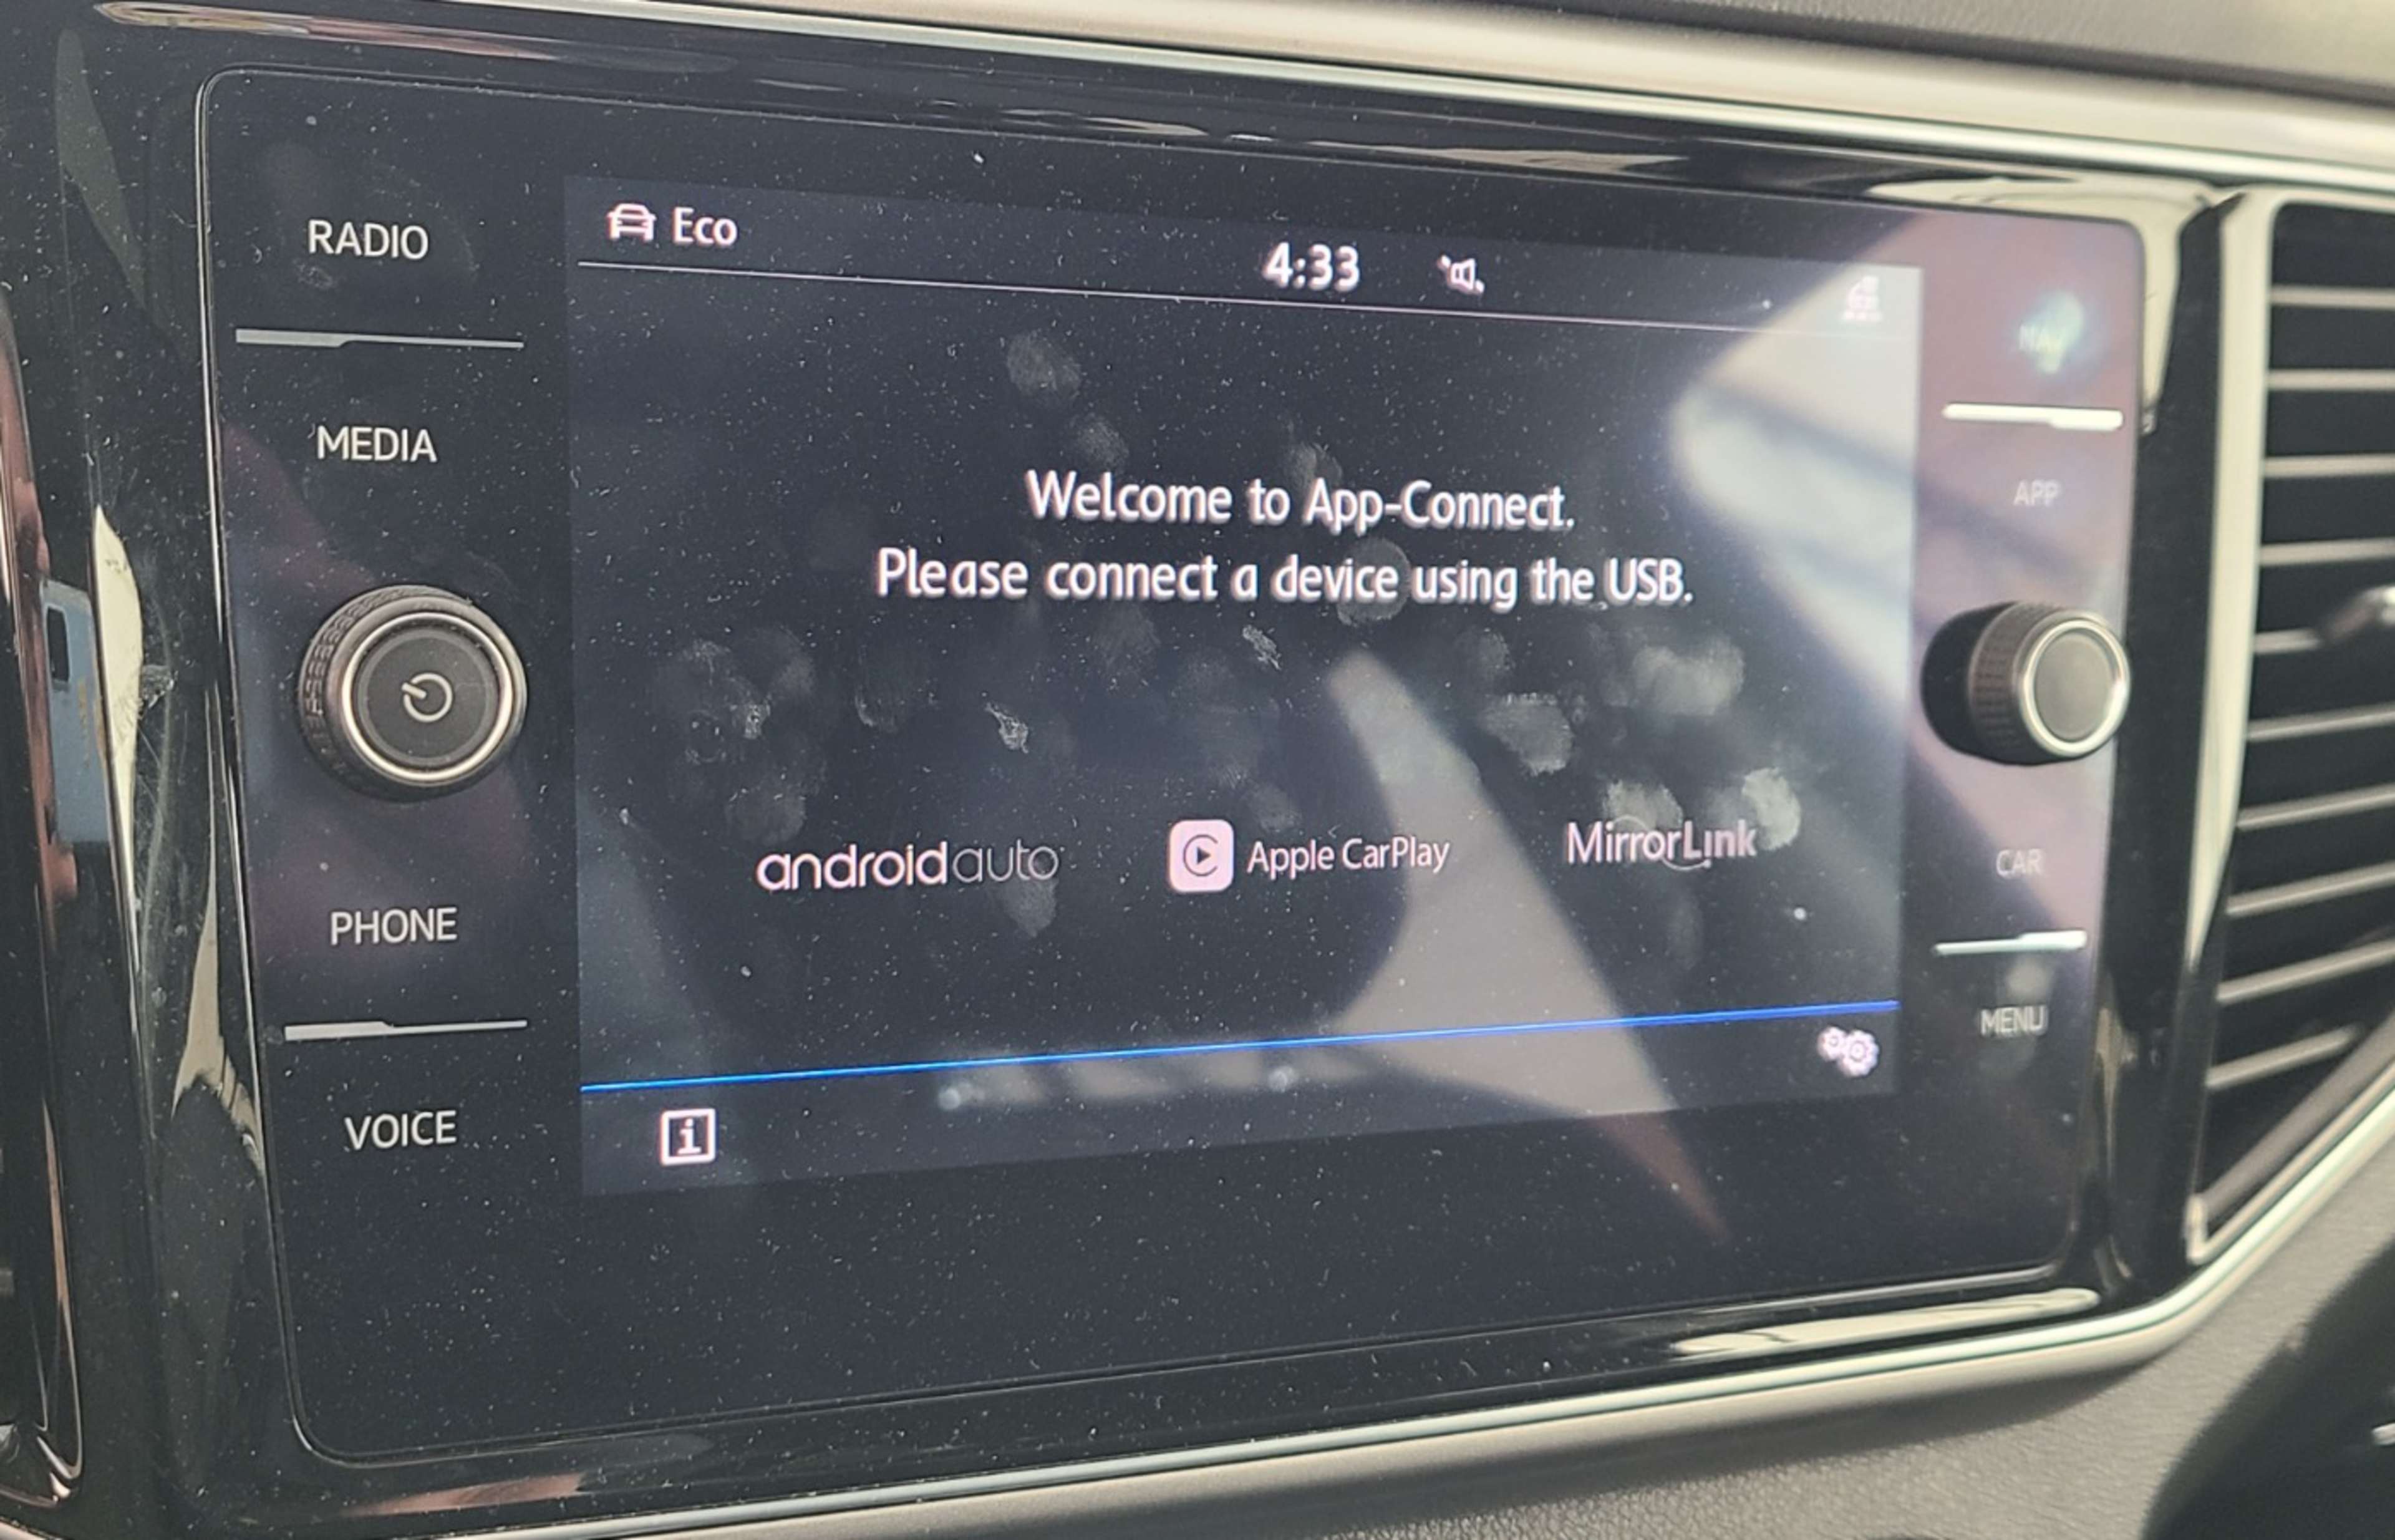 RADIO
MEDIA
PHONE
VOICE
Eco
4:33
Welcome to App-Connect.
Please connect a device using the USB.
androidauto
Apple CarPlay
MirrorLink
i
NAV
APP
CAR
MENU